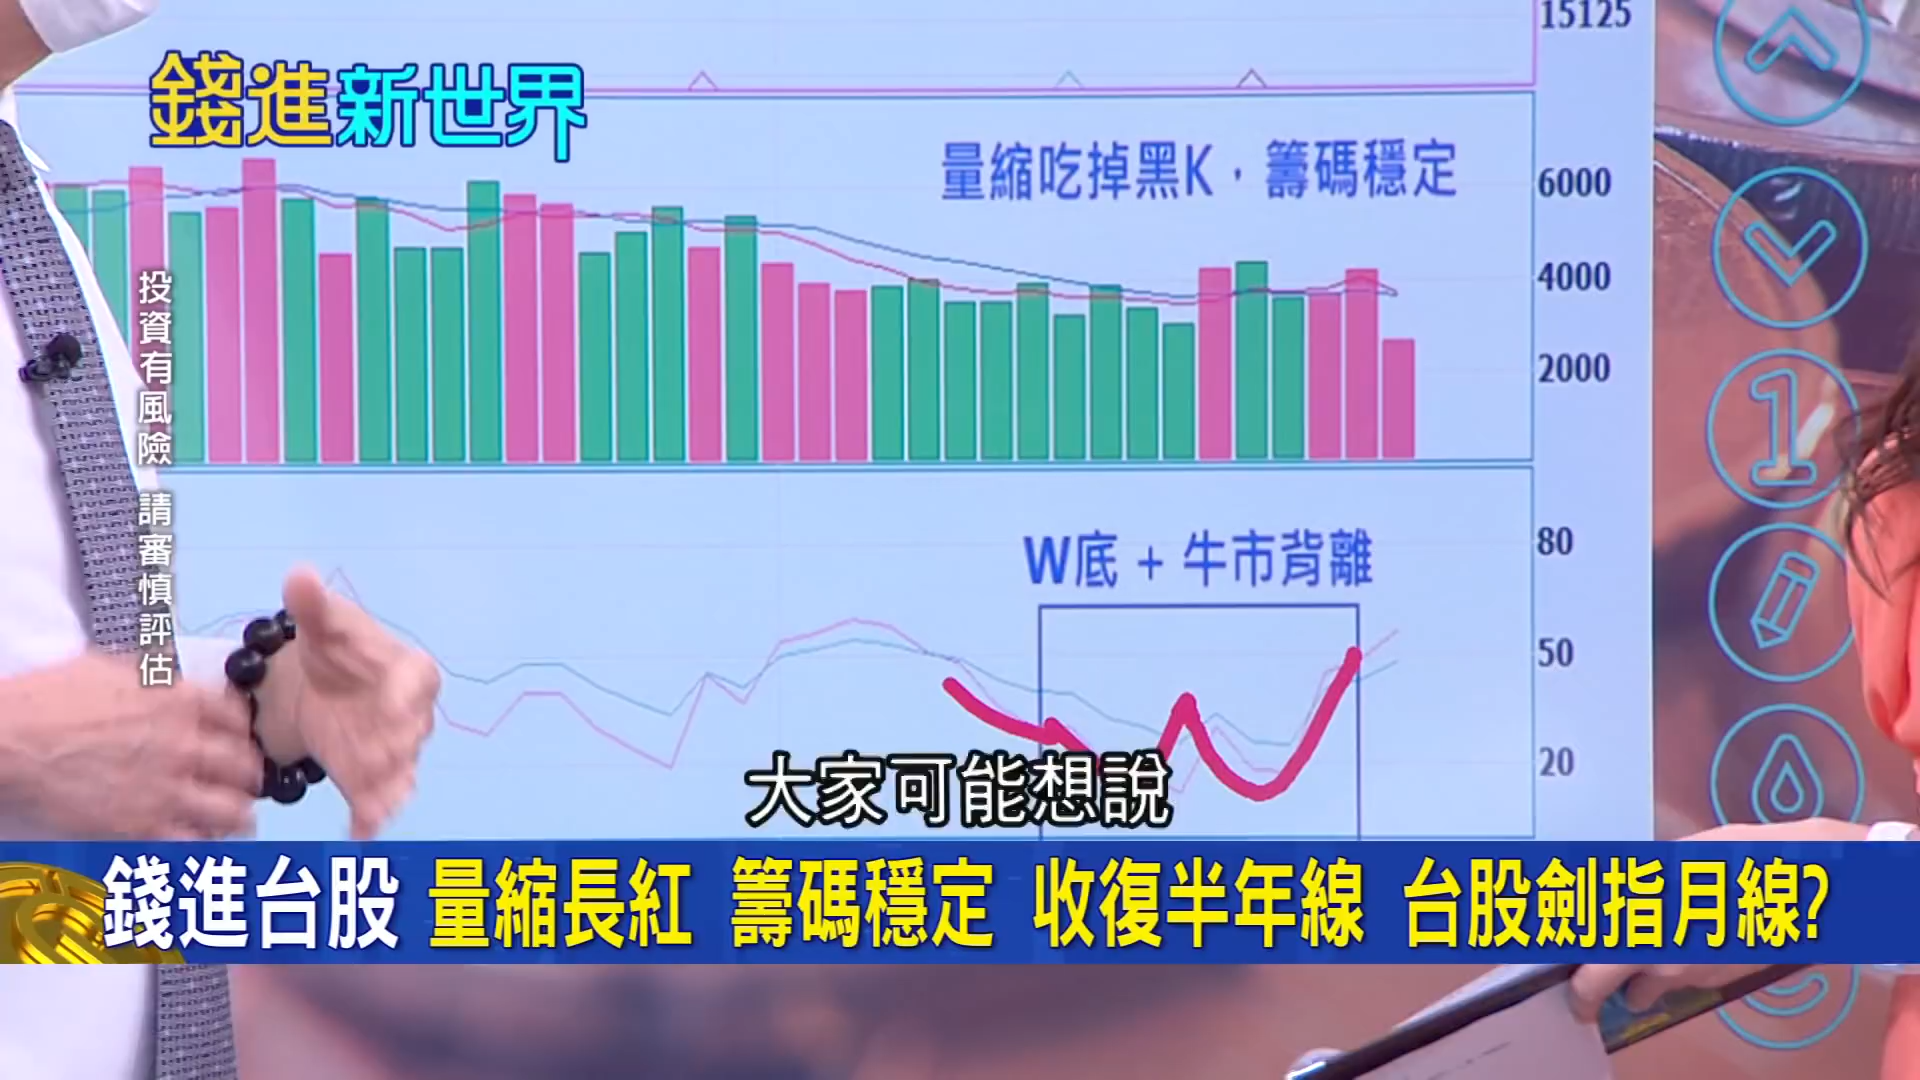 15125
錢進新世界
量縮吃掉黑K，籌碼穩定
6000
4000
2000
投資有風險 請審慎評估
1
W底 + 牛市背離
80
50
20
大家可能想說
錢進台股 量縮長紅 籌碼穩定 收復半年線 台股劍指月線?